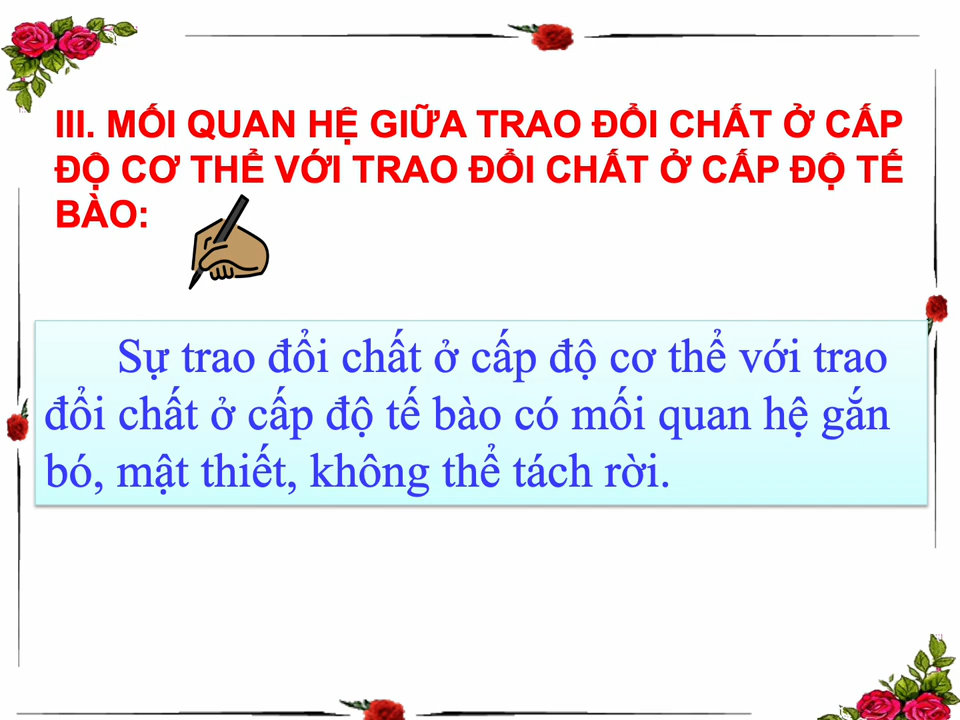 III. MỐI QUAN HỆ GIỮA TRAO ĐỔI CHẤT Ở CẤP
ĐỘ CƠ THỂ VỚI TRAO ĐỔI CHẤT Ở CẤP ĐỘ TẾ
BÀO:
Sự trao đổi chất ở cấp độ cơ thể với trao
đổi chất ở cấp độ tế bào có mối quan hệ gắn
bó, mật thiết, không thể tách rời.